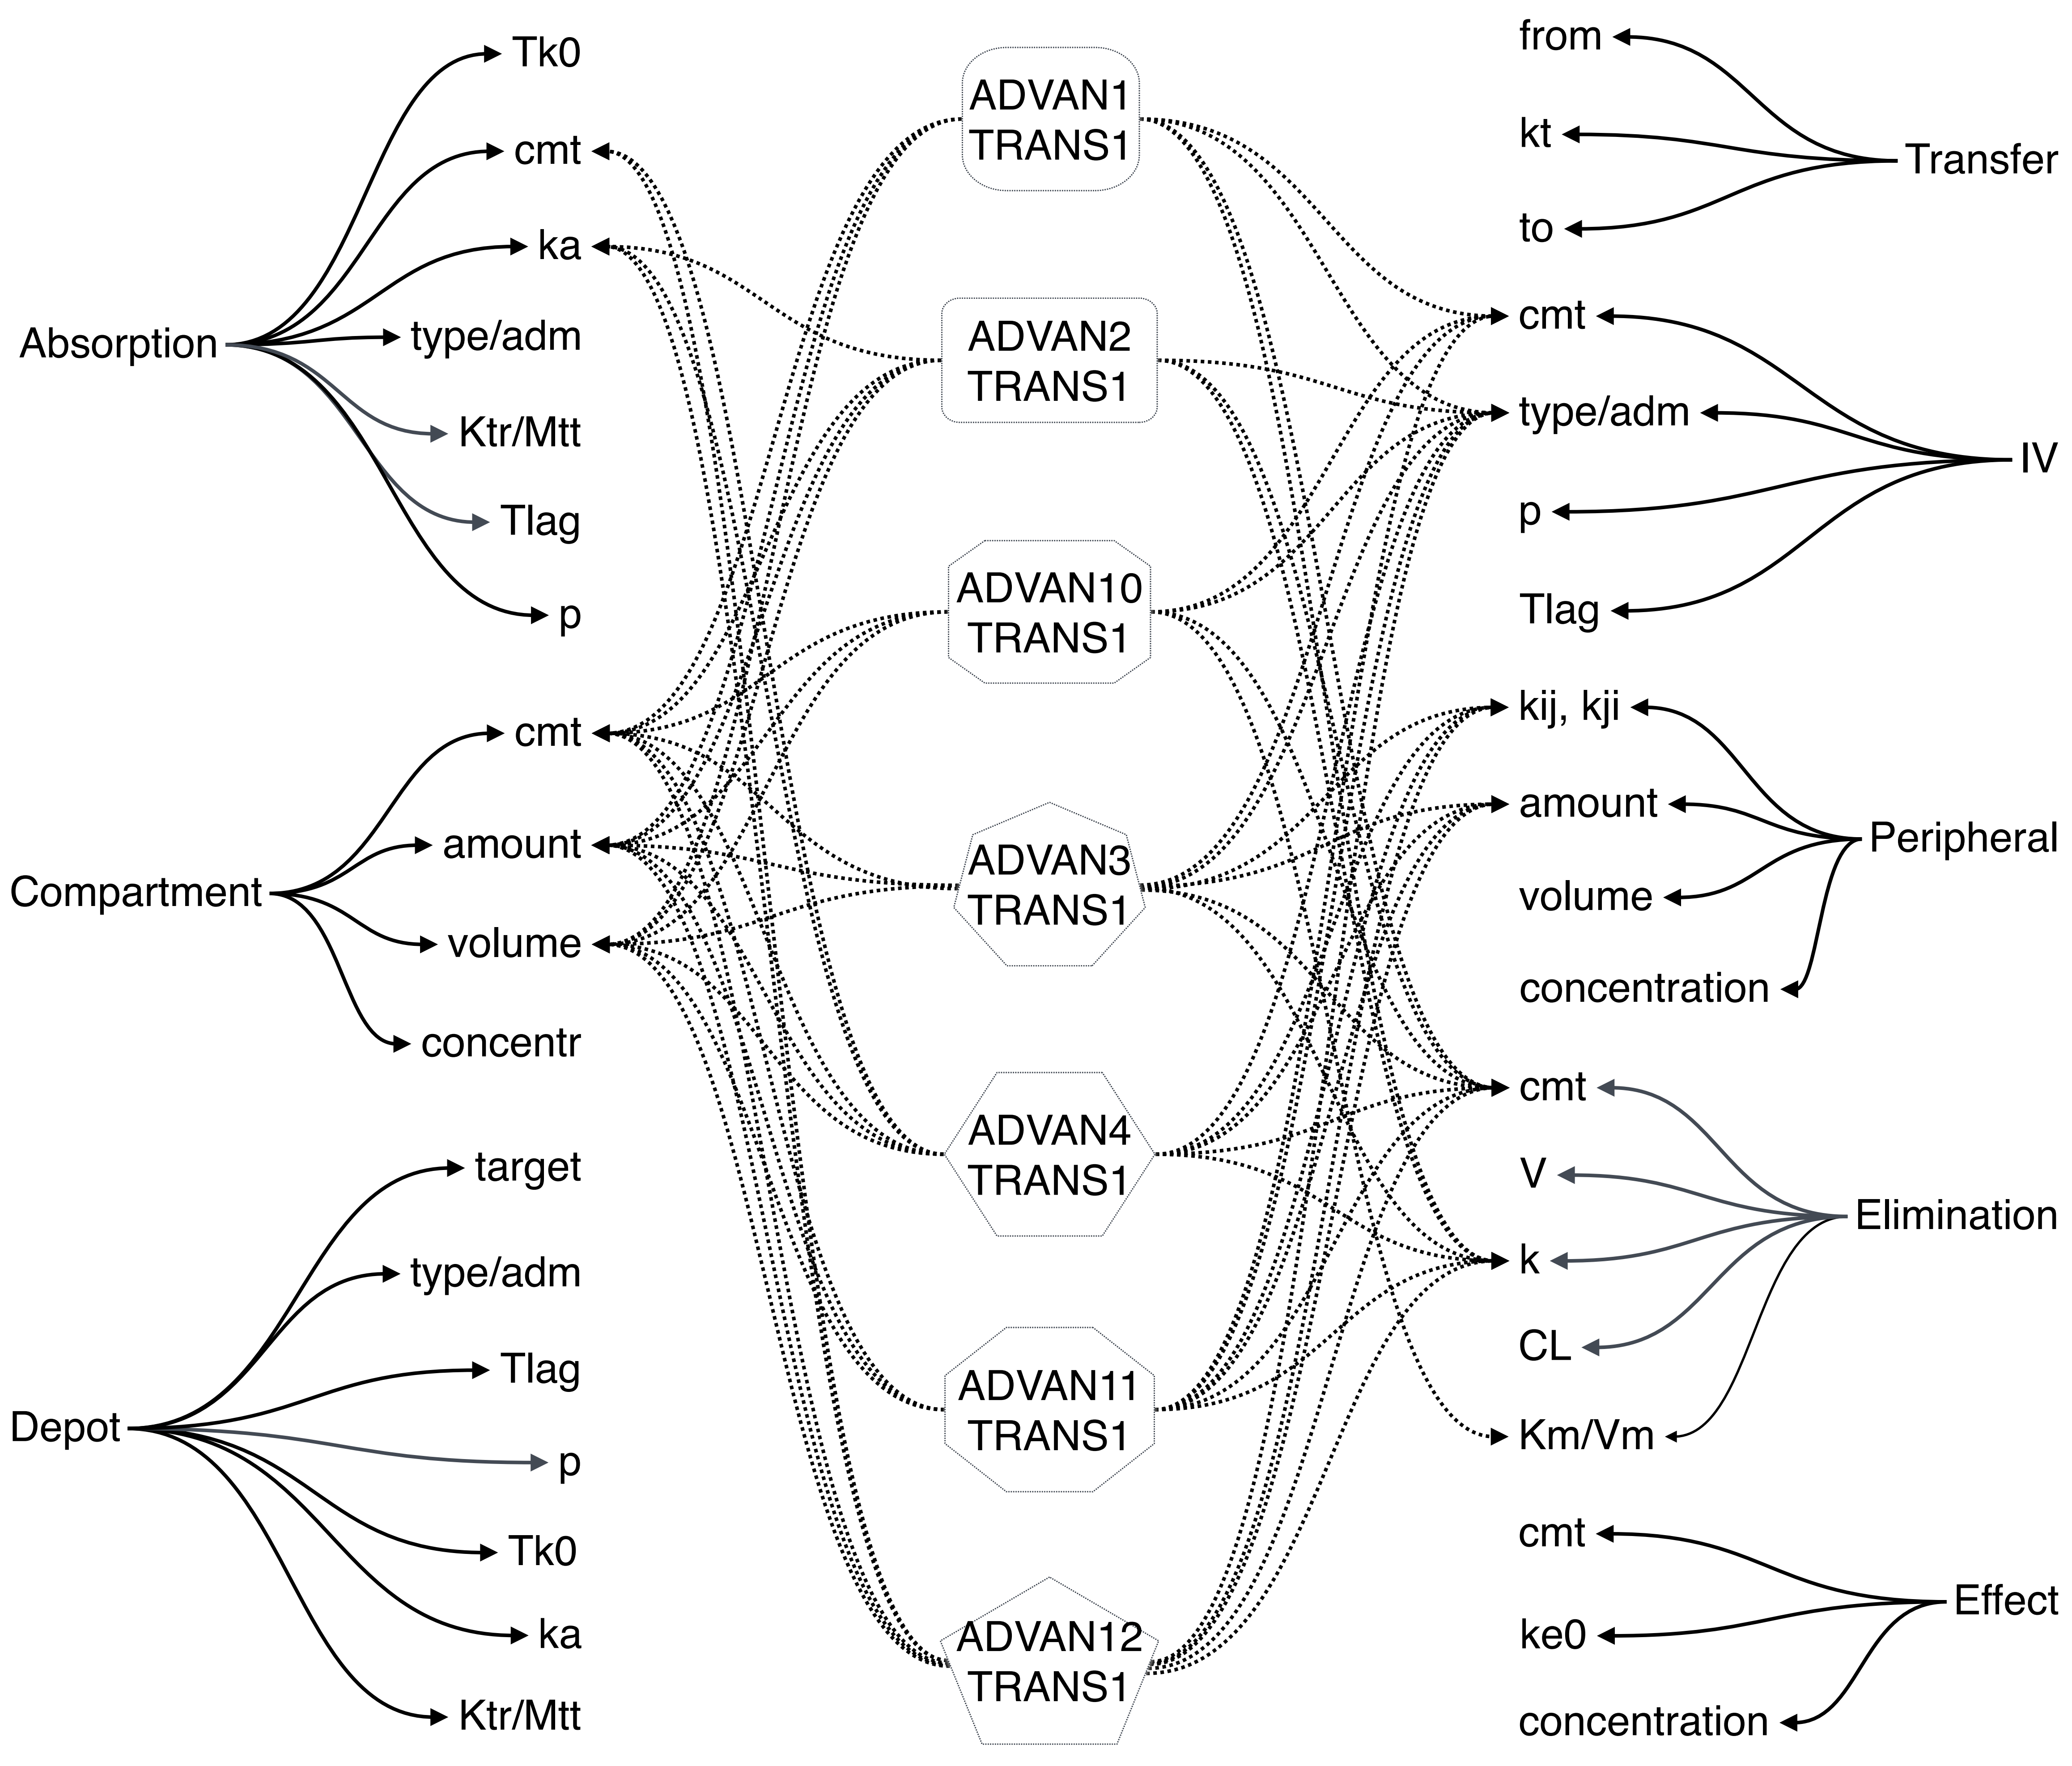 Absorption
Tk0
cmt
ka
type/adm
Ktr/Mtt
Tlag
p
Compartment
cmt
amount
volume
concentr
Depot
target
type/adm
Tlag
p
Tk0
ka
Ktr/Mtt
ADVAN1
TRANS1
ADVAN2
TRANS1
ADVAN10
TRANS1
ADVAN3
TRANS1
ADVAN4
TRANS1
ADVAN11
TRANS1
ADVAN12
TRANS1
from
kt
to
Transfer
cmt
type/adm
p
Tlag
IV
kij, kji
amount
volume
concentration
Peripheral
cmt
V
k
CL
Km/Vm
Elimination
cmt
ke0
concentration
Effect